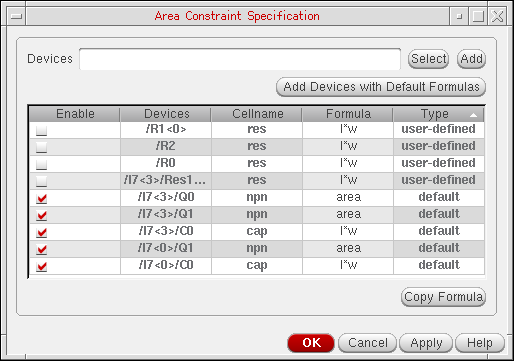 Area Constraint Specification
Devices Select Add
Add Devices with Default Formulas
Enable Devices Cellname Formula Type
/R1<0> res l*w user-defined
/R2 res l*w user-defined
/R0 res l*w user-defined
/I7<3>/Res1... res l*w user-defined
/I7<3>/Q0 npn area default
/I7<3>/Q1 npn area default
/I7<3>/C0 cap l*w default
/I7<0>/Q1 npn area default
/I7<0>/C0 cap l*w default
Copy Formula
OK Cancel Apply Help